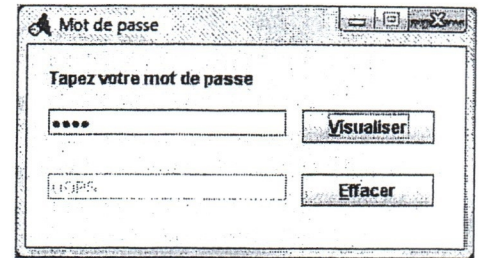 Mot de passe
Tapez votre mot de passe
••••
Visualiser
Effacer